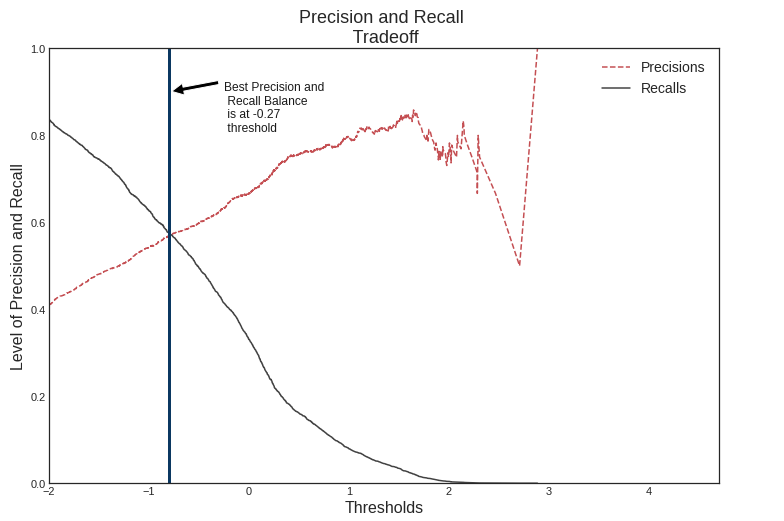 Precision and Recall
Tradeoff
1.0
0.8
0.6
0.4
0.2
0.0
Level of Precision and Recall
Best Precision and
Recall Balance
is at -0.27
threshold
Precisions
Recalls
−2
−1
0
1
2
3
4
Thresholds